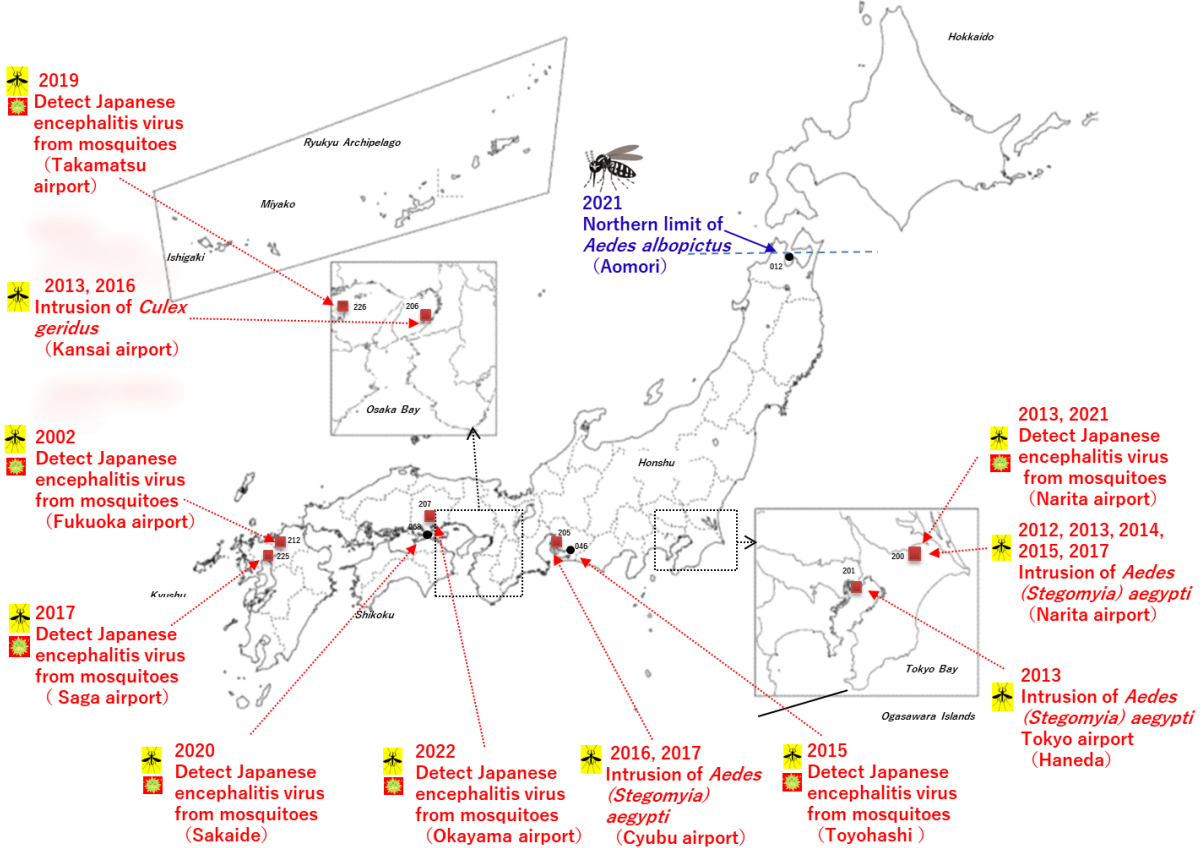 Hokkaido
2019
Detect Japanese
encephalitis virus
from mosquitoes
（Takamatsu
airport）
Ryukyu Archipelago
Miyako
Ishigaki
2021
Northern limit of
Aedes albopictus
（Aomori）
012
2013, 2016
Intrusion of Culex
geridus
（Kansai airport）
226
206
Osaka Bay
2002
Detect Japanese
encephalitis virus
from mosquitoes
（Fukuoka airport）
Honshu
2013, 2021
Detect Japanese
encephalitis virus
from mosquitoes
（Narita airport）
207
205
046
212
225
200
201
2012, 2013, 2014,
2015, 2017
Intrusion of Aedes
(Stegomyia) aegypti
（Narita airport）
Shikoku
2017
Detect Japanese
encephalitis virus
from mosquitoes
（ Saga airport）
Tokyo Bay
Ogasawara Islands
2013
Intrusion of Aedes
(Stegomyia) aegypti
Tokyo airport
（Haneda）
2020
Detect Japanese
encephalitis virus
from mosquitoes
（Sakaide）
2022
Detect Japanese
encephalitis virus
from mosquitoes
（Okayama airport）
2016, 2017
Intrusion of Aedes
(Stegomyia)
aegypti
（Cyubu airport）
2015
Detect Japanese
encephalitis virus
from mosquitoes
（Toyohashi ）